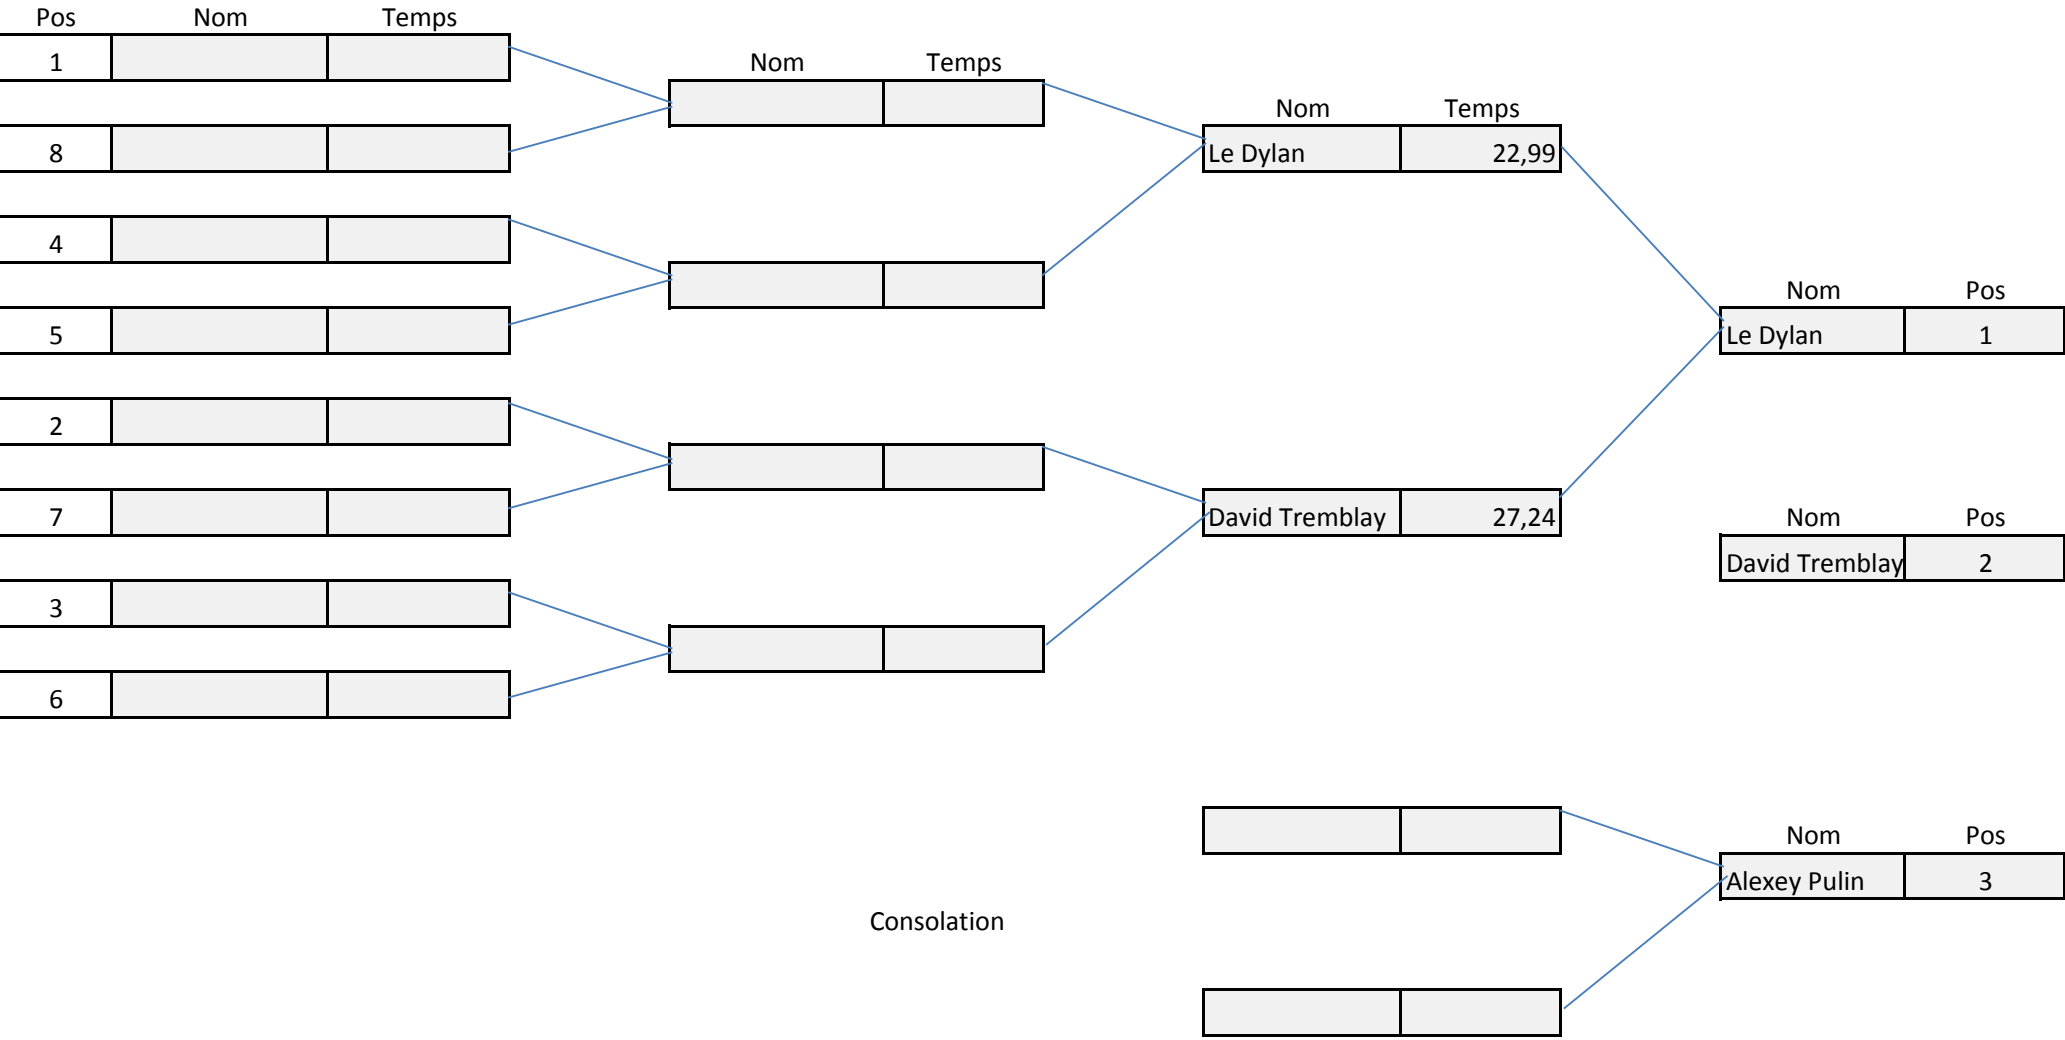 Pos Nom Temps
1
Nom Temps
Nom Temps
8
Le Dylan 22,99
4
Nom Pos
5
Le Dylan 1
2
7
David Tremblay 27,24
Nom Pos
David Tremblay 2
3
6
Nom Pos
Alexey Pulin 3
Consolation